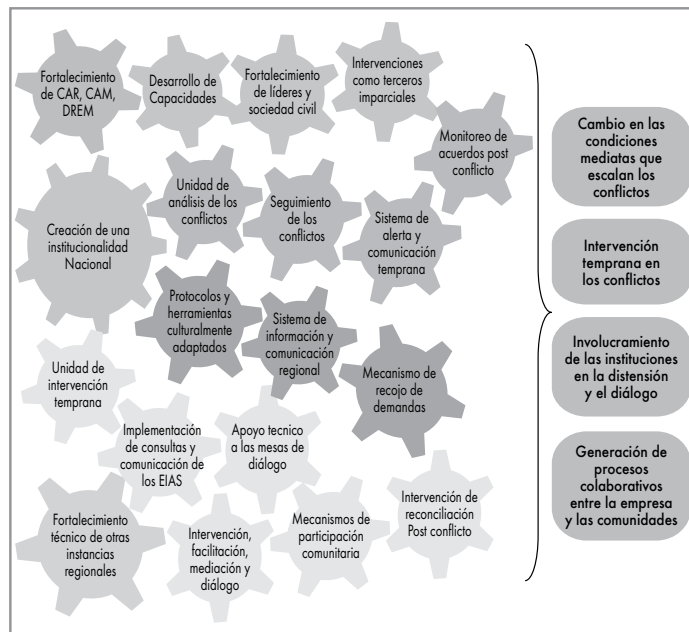 Fortalecimiento
de CAR, CAM,
DREM
Desarrollo de
Capacidades
Fortalecimiento de
líderes y
sociedad civil
Intervenciones
como terceros
imparciales
Monitoreo de
acuerdos post
conflicto
Creación de una
institucionalidad
Nacional
Unidad de
análisis de los
conflictos
Seguimiento
de los
conflictos
Sistema de
alerta y
comunicación
temprana
Protocolos y
herramientas
culturalmente
adaptados
Sistema de
información y
comunicación
regional
Mecanismo de
recojo de
demandas
Unidad de
intervención
temprana
Implementación
de consultas y
comunicación de
los EIAS
Apoyo tecnico
a las mesas de
diálogo
Fortalecimiento
técnico de otras
instancias
regionales
Intervención,
facilitación,
mediación y
diálogo
Mecanismos de
participación
comunitaria
Intervención de
reconciliación
Post conflicto
Cambio en las
condiciones
mediatas que
escalan los
conflictos
Intervención
temprana en
los conflictos
Involucramiento
de las instituciones
en la distensión
y el diálogo
Generación de
procesos
colaborativos
entre la empresa
y las comunidades